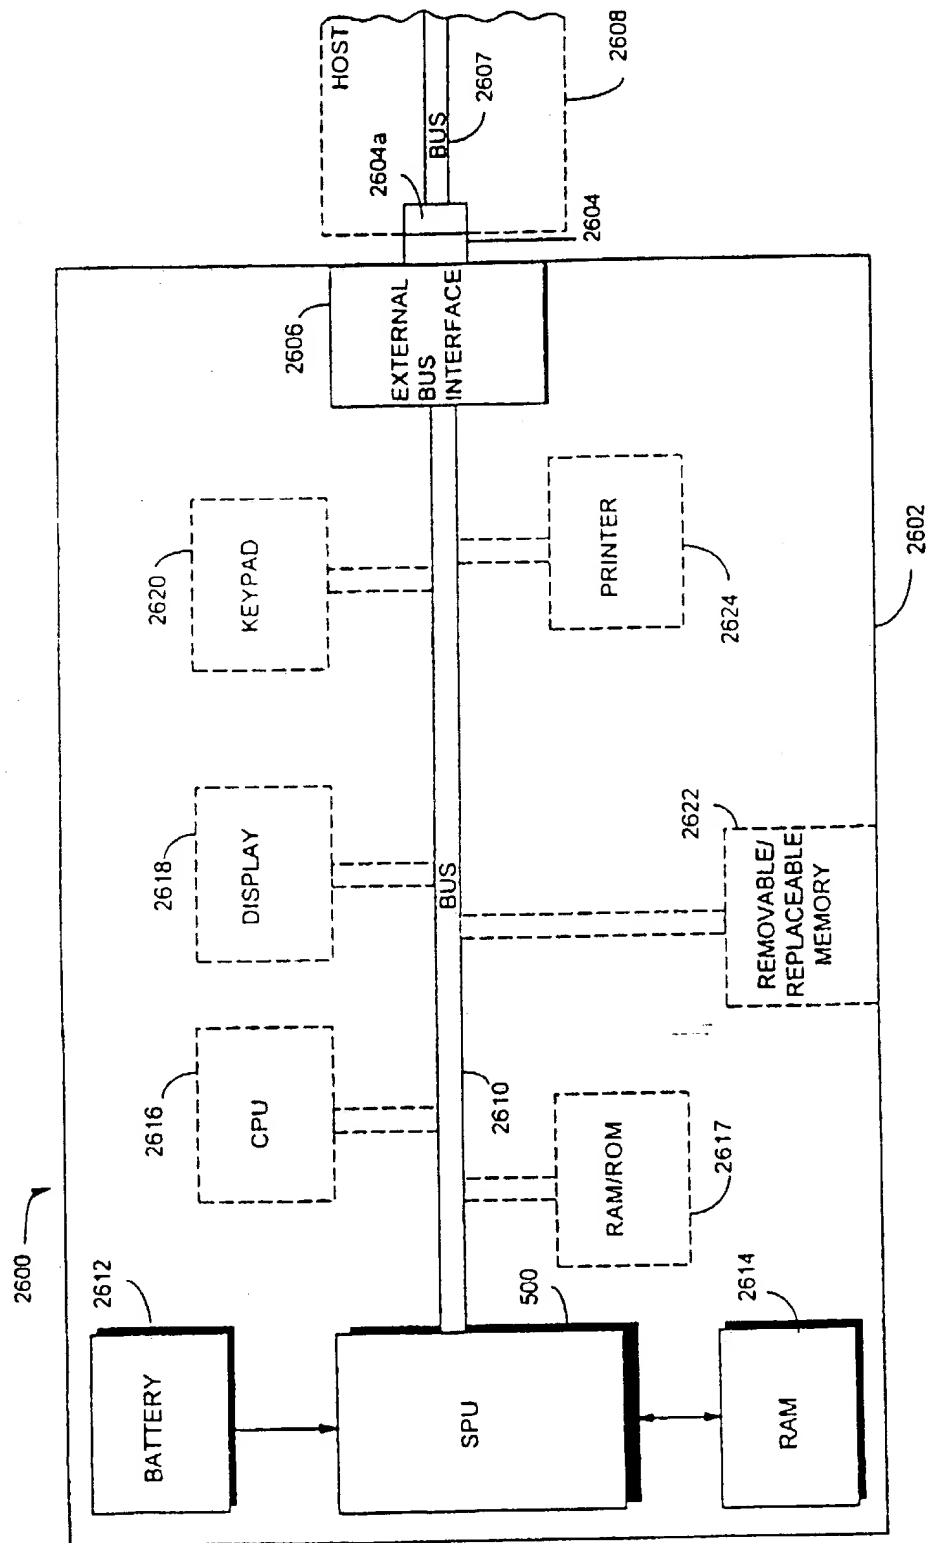 2600
2612
BATTERY
SPU
500
RAM
2614
2616
CPU
RAM/ROM
2617
2610
BUS
2618
DISPLAY
2622
REMOVABLE/
REPLACEABLE
MEMORY
2620
KEYPAD
PRINTER
2624
2602
2606
EXTERNAL
BUS
INTERFACE
2604
2604a
HOST
BUS
2607
2608